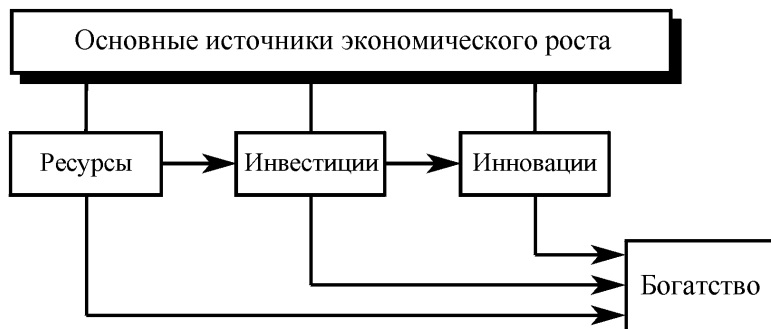 Основные источники экономического роста
Ресурсы
Инвестиции
Инновации
Богатство